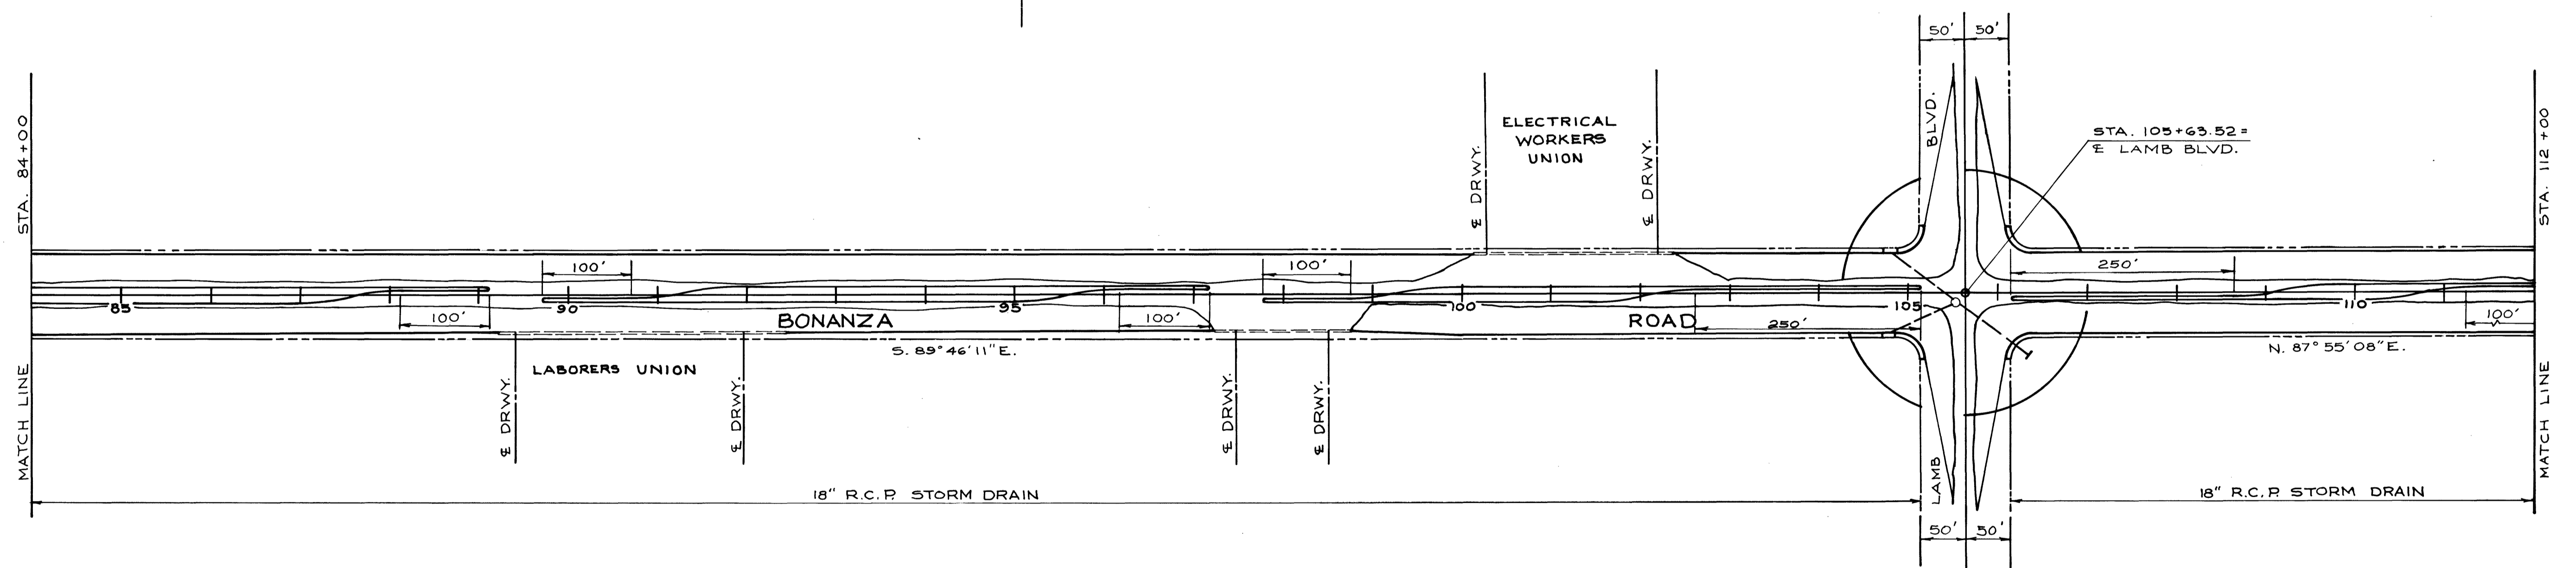 50' 50'
STA. 84+00
ELECTRICAL
WORKERS
UNION
BLVD.
STA. 105+63.52=
℄ LAMB BLVD.
STA. 112+00
℄ DRWY.
℄ DRWY.
100'
100'
250'
85
90
95
100
105
110
100'
100'
250'
100'
BONANZA
ROAD
S. 89°46'11"E.
N. 87°55'08"E.
LABORERS UNION
MATCH LINE
℄ DRWY.
℄ DRWY.
℄ DRWY.
℄ DRWY.
LAMB
MATCH LINE
18" R.C.P. STORM DRAIN
18" R.C.P. STORM DRAIN
50' 50'